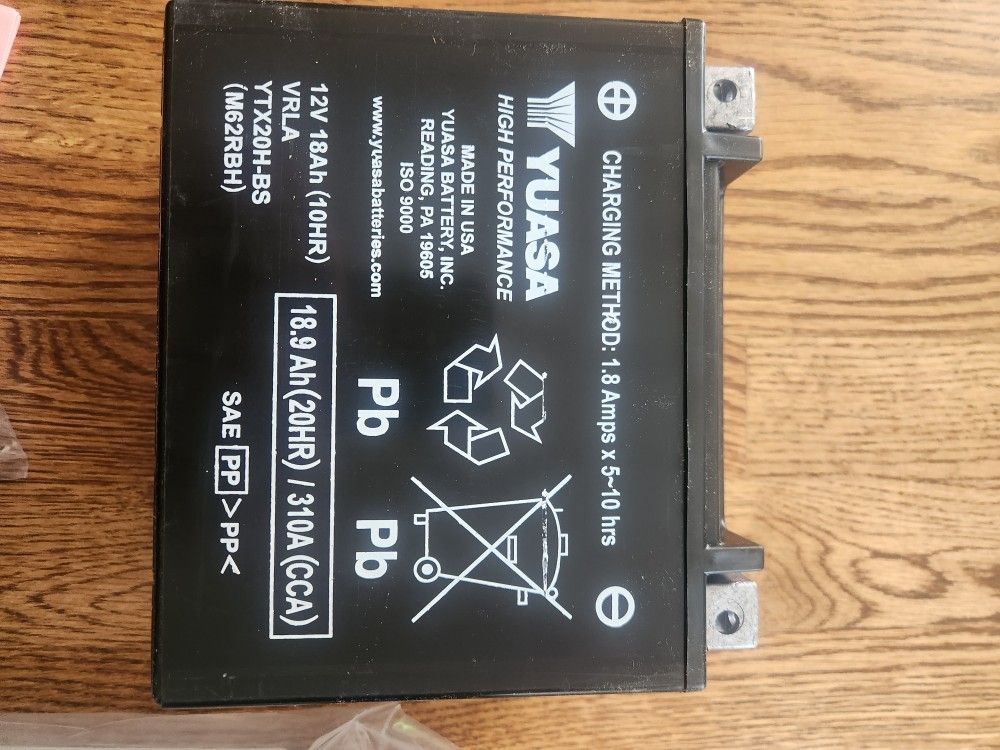 ⊕ CHARGING METHOD: 1.8 Amps x 5~10 hrs ⊖
YUASA
HIGH PERFORMANCE
MADE IN USA
YUASA BATTERY, INC.
READING, PA 19605
ISO 9000
www.yuasabatteries.com
Pb
Pb
12V 18Ah (10HR)
VRLA
YTX20H-BS
(M62RBH)
18.9 Ah(20HR) / 310A(CCA)
SAE PP >PP<